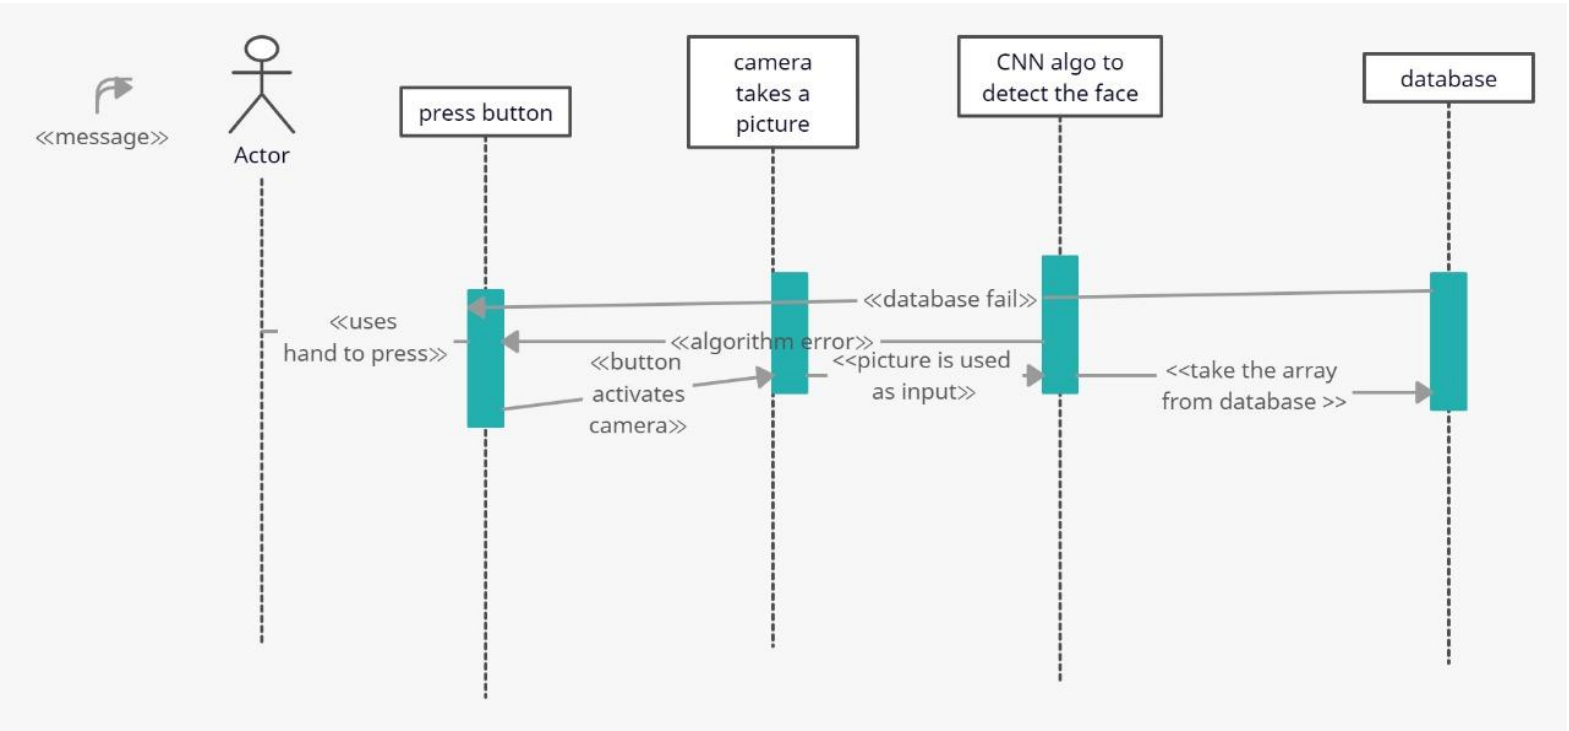 camera
takes a
picture
CNN algo to
detect the face
database
press button
≪message≫
Actor
≪database fail≫
≪uses
hand to press≫
≪algorithm error≫
≪button
activates
camera≫
<<picture is used
as input≫
<<take the array
from database >>